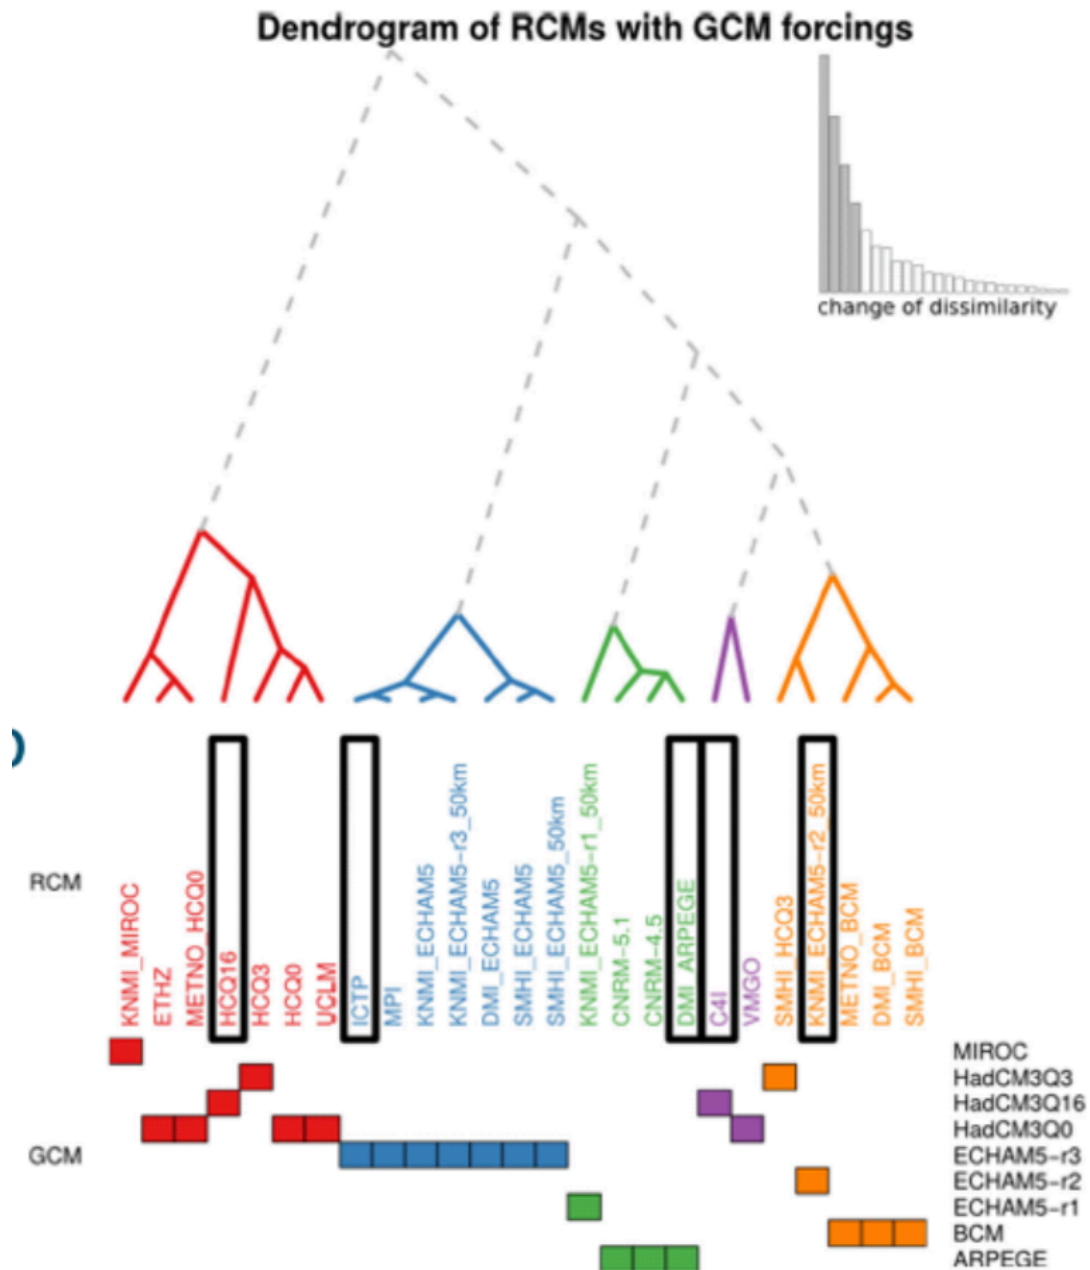 Dendrogram of RCMs with GCM forcings
change of dissimilarity
RCM
KNMI_MIROC
ETHZ
METNO_HCQ0
HCQ16
HCQ3
HCQ0
UCLM
ICTP
MPI
KNMI_ECHAM5
KNMI_ECHAM5-r3_50km
DMI_ECHAM5
SMHI_ECHAM5
SMHI_ECHAM5_50km
KNMI_ECHAM5-r1_50km
CNRM-5.1
CNRM-4.5
DMI_ARPEGE
C4I
VMGO
SMHI_HCQ3
KNMI_ECHAM5-r2_50km
METNO_BCM
DMI_BCM
SMHI_BCM
GCM
MIROC
HadCM3Q3
HadCM3Q16
HadCM3Q0
ECHAM5-r3
ECHAM5-r2
ECHAM5-r1
BCM
ARPEGE